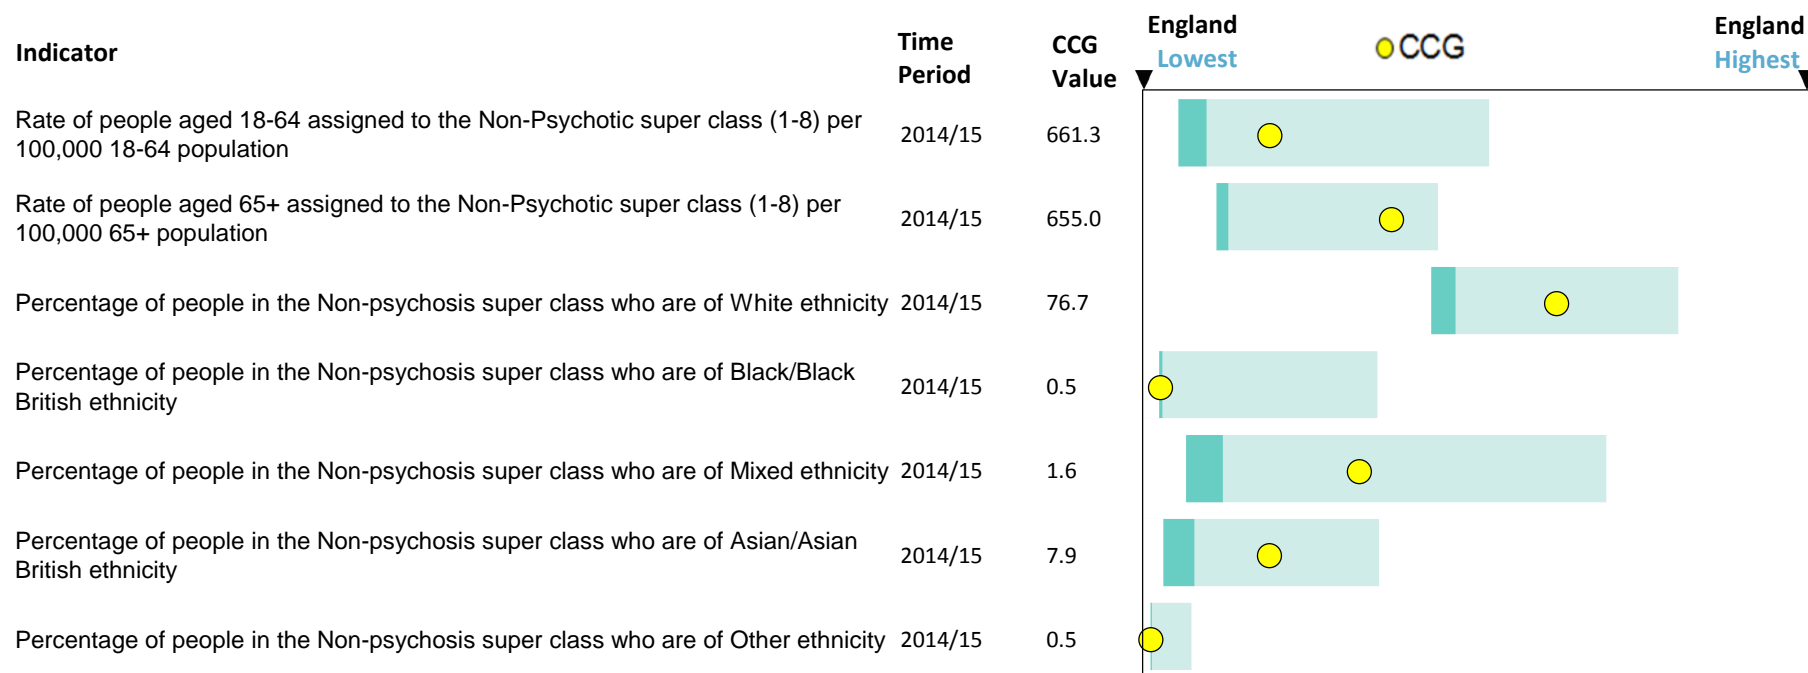 Indicator
Time Period
CCG Value
England Lowest
CCG
England Highest
Rate of people aged 18-64 assigned to the Non-Psychotic super class (1-8) per
100,000 18-64 population
2014/15
661.3
Rate of people aged 65+ assigned to the Non-Psychotic super class (1-8) per
100,000 65+ population
2014/15
655.0
Percentage of people in the Non-psychosis super class who are of White ethnicity
2014/15
76.7
Percentage of people in the Non-psychosis super class who are of Black/Black
British ethnicity
2014/15
0.5
Percentage of people in the Non-psychosis super class who are of Mixed ethnicity
2014/15
1.6
Percentage of people in the Non-psychosis super class who are of Asian/Asian
British ethnicity
2014/15
7.9
Percentage of people in the Non-psychosis super class who are of Other ethnicity
2014/15
0.5